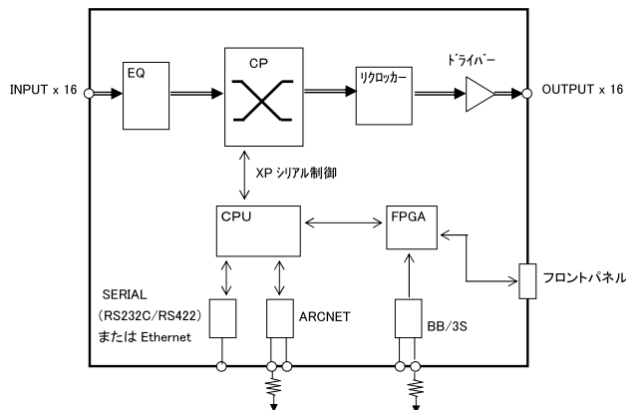 INPUT x 16
EQ
CP
リクロッカー
ドライバー
OUTPUT x 16
XP シリアル制御
CPU
FPGA
フロントパネル
SERIAL
(RS232C/RS422)
または Ethernet
ARCNET
BB/3S